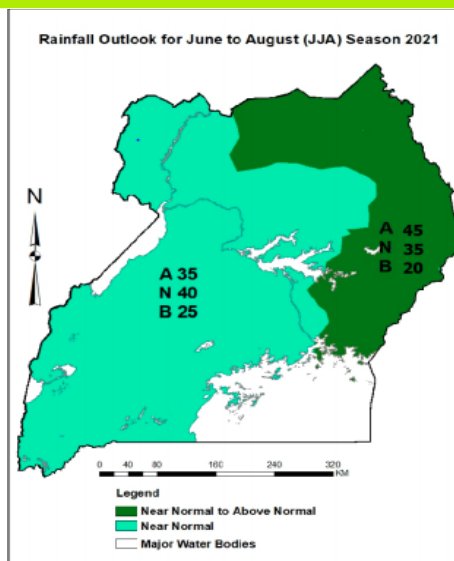 Rainfall Outlook for June to August (JJA) Season 2021
N
A 45
N 35
B 20
A 35
N 40
B 25
0 20 40 80 160 240 320
KM
Legend
Near Normal to Above Normal
Near Normal
Major Water Bodies